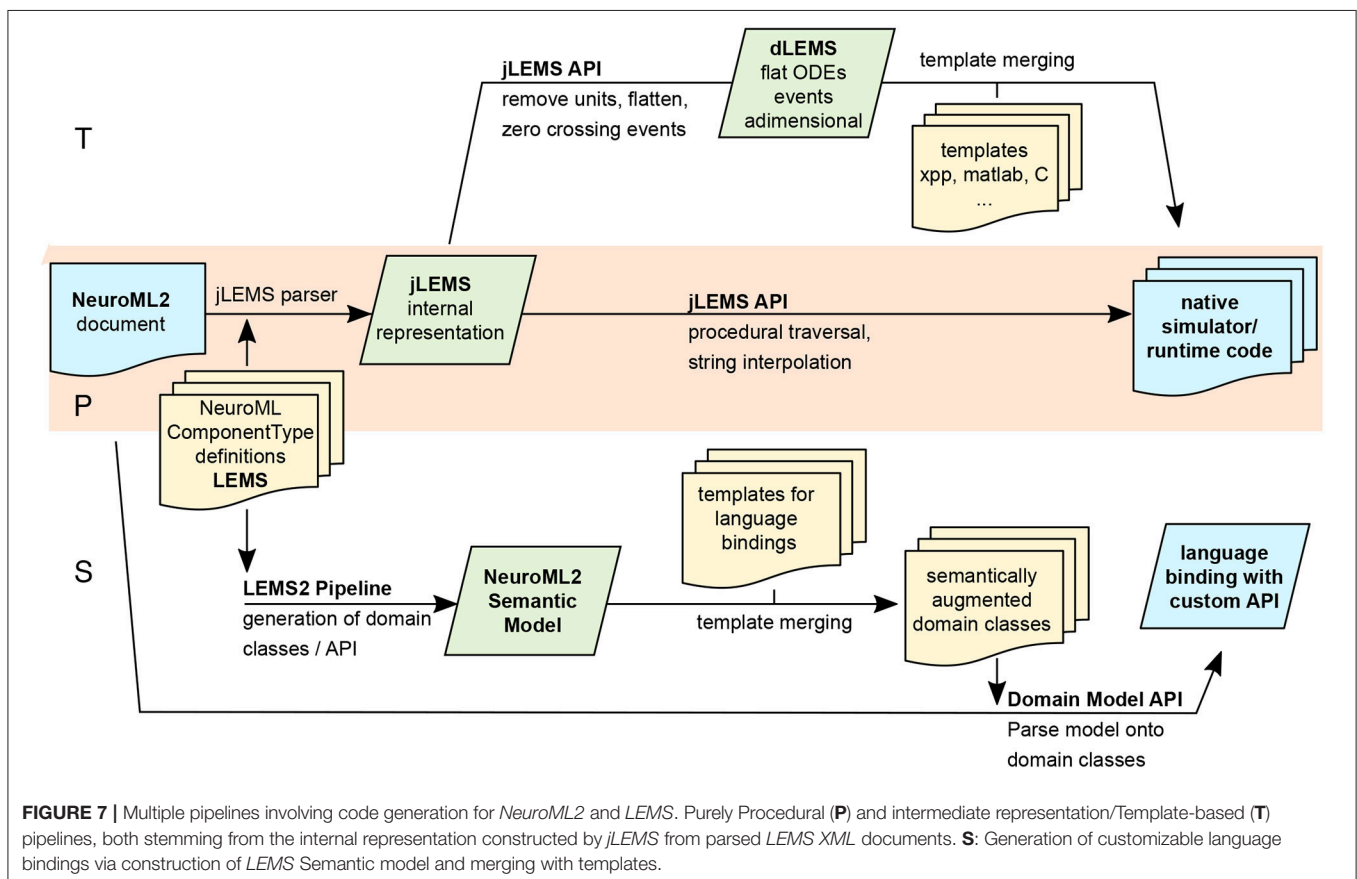 T
jLEMS API
remove units, flatten,
zero crossing events
dLEMS
flat ODEs
events
adimensional
template merging
templates
xpp, matlab, C
...
NeuroML2
document
jLEMS parser
jLEMS
internal
representation
jLEMS API
procedural traversal,
string interpolation
native
simulator/
runtime code
P
NeuroML
ComponentType
definitions
LEMS
S
LEMS2 Pipeline
generation of domain
classes / API
NeuroML2
Semantic
Model
templates for
language
bindings
template merging
semantically
augmented
domain classes
language
binding with
custom API
Domain Model API
Parse model onto
domain classes
FIGURE 7 | Multiple pipelines involving code generation for NeuroML2 and LEMS. Purely Procedural (P) and intermediate representation/Template-based (T)
pipelines, both stemming from the internal representation constructed by jLEMS from parsed LEMS XML documents. S: Generation of customizable language
bindings via construction of LEMS Semantic model and merging with templates.